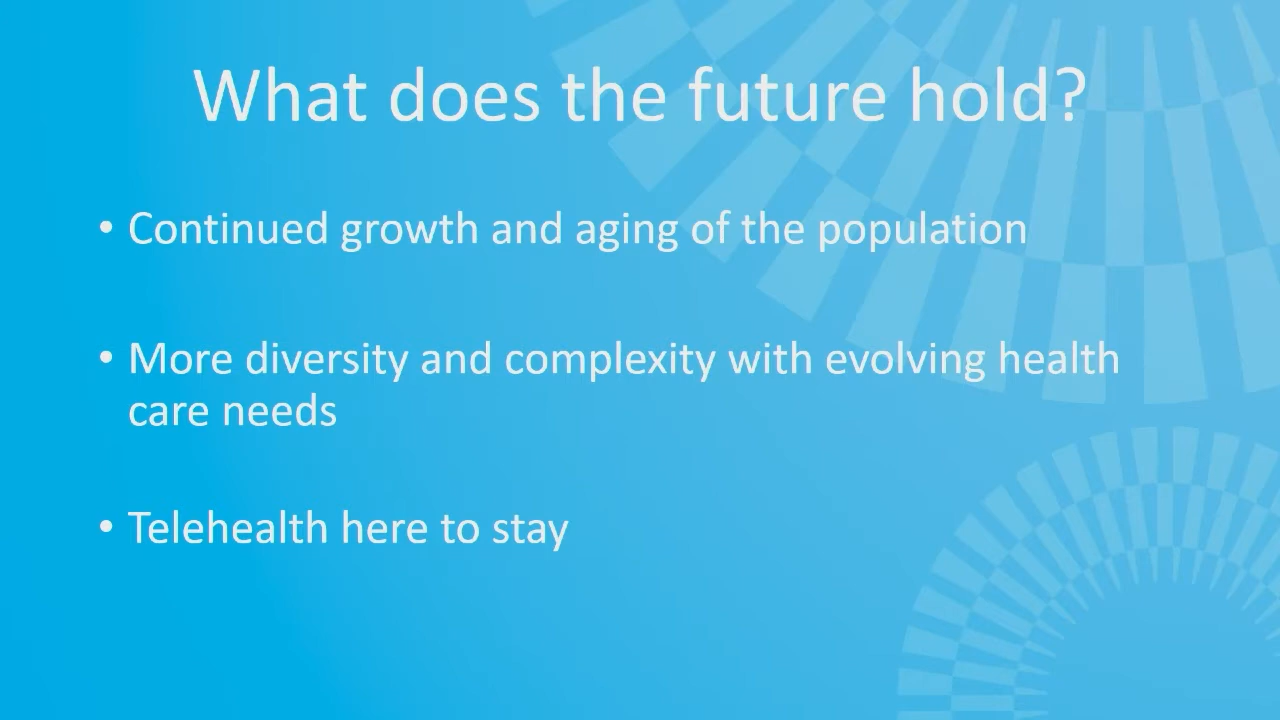 What does the future hold?
• Continued growth and aging of the population
• More diversity and complexity with evolving health
care needs
• Telehealth here to stay